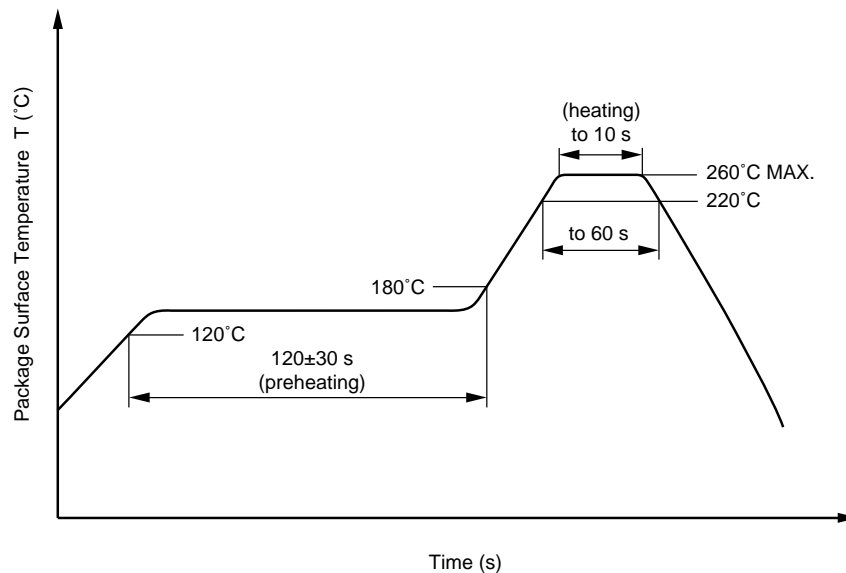 Package Surface Temperature T (˚C)
(heating)
to 10 s
260˚C MAX.
220˚C
to 60 s
180˚C
120˚C
120±30 s
(preheating)
Time (s)